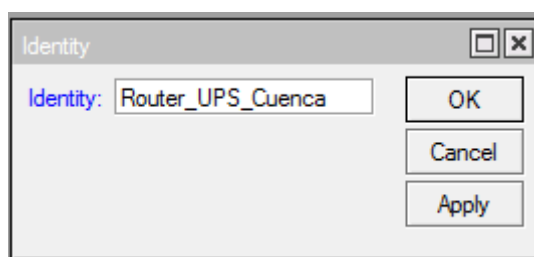 Identity
Identity: Router_UPS_Cuenca
OK
Cancel
Apply